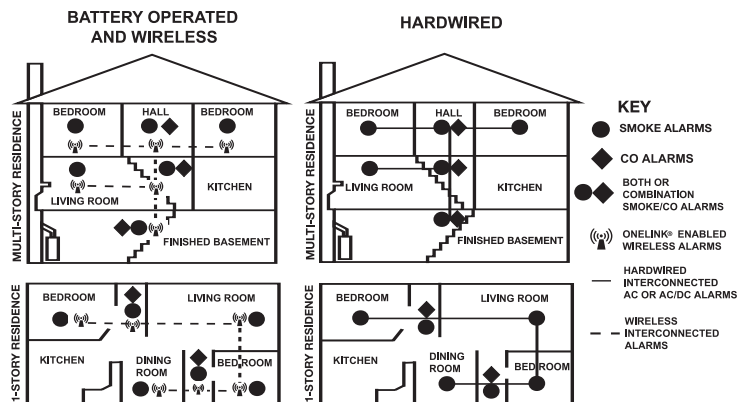 BATTERY OPERATED
AND WIRELESS
HARDWIRED
MULTI-STORY RESIDENCE
BEDROOM
HALL
BEDROOM
LIVING ROOM
KITCHEN
FINISHED BASEMENT
MULTI-STORY RESIDENCE
BEDROOM
HALL
BEDROOM
LIVING ROOM
KITCHEN
FINISHED BASEMENT
KEY
SMOKE ALARMS
CO ALARMS
BOTH OR
COMBINATION
SMOKE/CO ALARMS
ONELINK® ENABLED
WIRELESS ALARMS
HARDWIRED
INTERCONNECTED
AC OR AC/DC ALARMS
WIRELESS
INTERCONNECTED
ALARMS
1-STORY RESIDENCE
BEDROOM
LIVING ROOM
KITCHEN
DINING
ROOM
BEDROOM
1-STORY RESIDENCE
BEDROOM
LIVING ROOM
KITCHEN
DINING
ROOM
BEDROOM